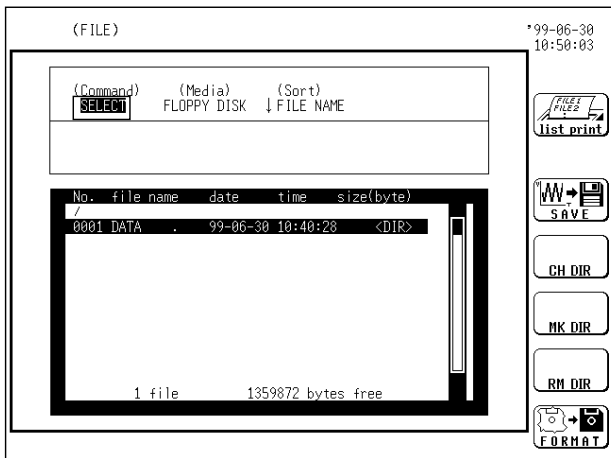 (FILE)
'99-06-30
10:50:03
(Command) (Media) (Sort)
SELECT FLOPPY DISK ↓FILE NAME
FILE1
FILE2
list print
No. file name date time size(byte)
/
0001 DATA . 99-06-30 10:40:28 <DIR>
1 file 1359872 bytes free
SAVE
CH DIR
MK DIR
RM DIR
FORMAT